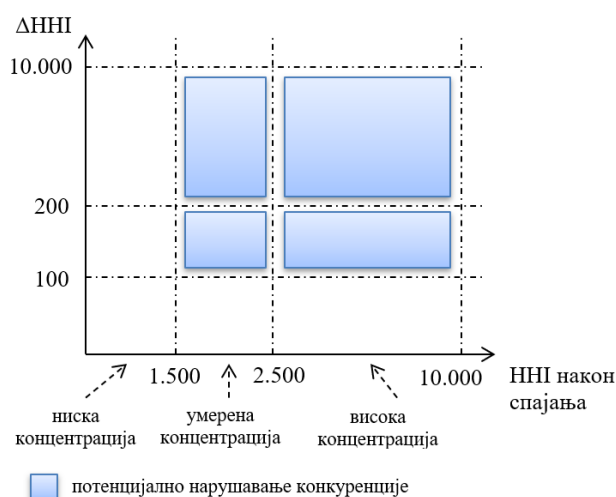 ΔHHI
10.000
200
100
1.500
2.500
10.000
HHI након
спајања
ниска
концентрација
умерена
концентрација
висока
концентрација
потенцијално нарушавање конкуренције